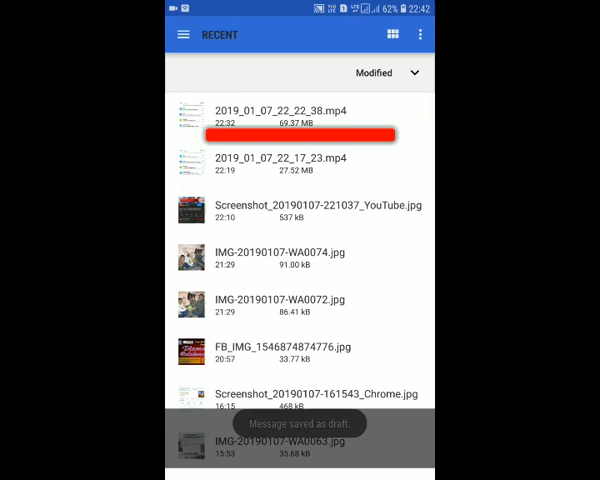 62% 22:42
RECENT
Modified
2019_01_07_22_22_38.mp4
22:32 69.37 MB
2019_01_07_22_17_23.mp4
22:19 27.52 MB
Screenshot_20190107-221037_YouTube.jpg
22:10 537 kB
IMG-20190107-WA0074.jpg
21:29 91.00 kB
IMG-20190107-WA0072.jpg
21:29 86.41 kB
FB_IMG_1546874874776.jpg
20:57 33.77 kB
Screenshot_20190107-161543_Chrome.jpg
16:15 468 kB
Message saved as draft.
IMG-20190107-WA0063.jpg
15:53 35.68 kB